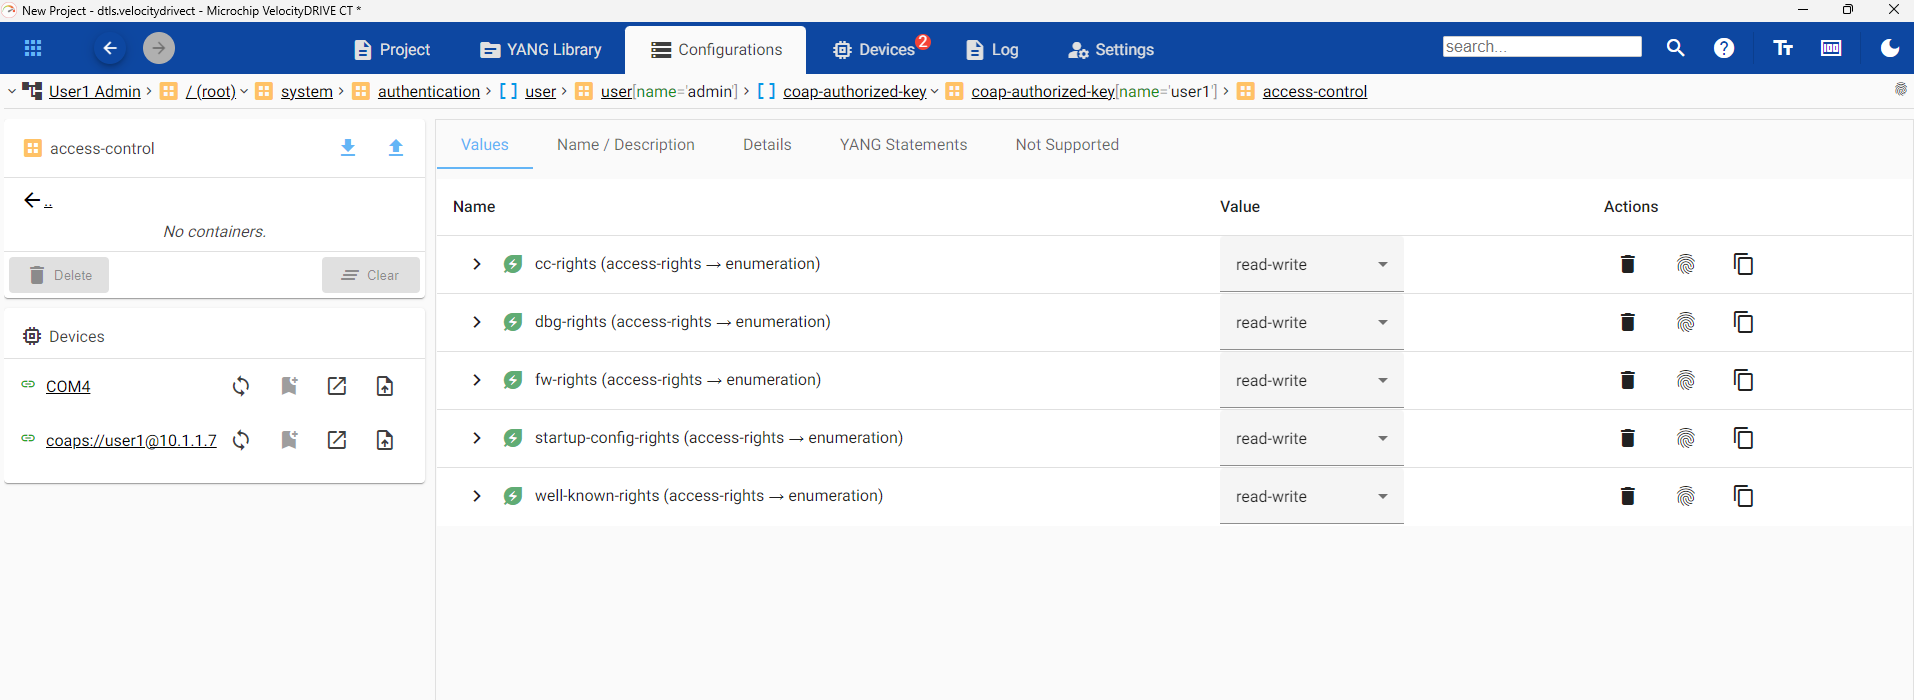 New Project - dtls.velocitydrivect - Microchip VelocityDRIVE CT *
Project
YANG Library
Configurations
Devices 2
Log
Settings
search...
User1 Admin > / (root) system > authentication > [ ] user > user[name='admin'] > [ ] coap-authorized-key coap-authorized-key[name='user1'] > access-control
access-control
..
No containers.
Delete
Clear
Devices
COM4
coaps://user1@10.1.1.7
Values
Name / Description
Details
YANG Statements
Not Supported
Name
Value
Actions
cc-rights (access-rights → enumeration)
read-write
dbg-rights (access-rights → enumeration)
read-write
fw-rights (access-rights → enumeration)
read-write
startup-config-rights (access-rights → enumeration)
read-write
well-known-rights (access-rights → enumeration)
read-write